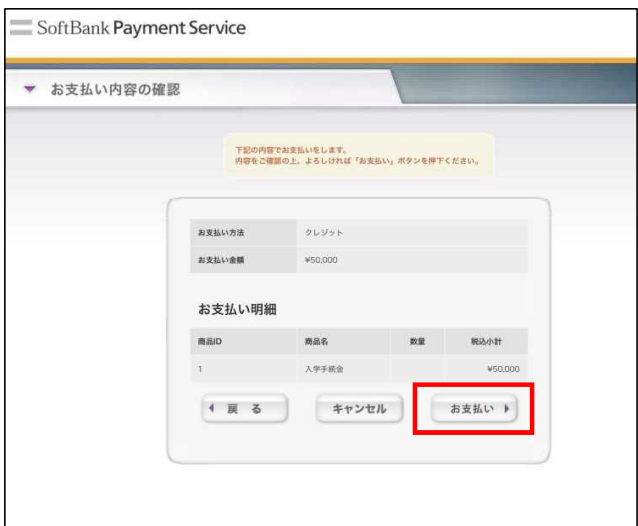 SoftBank Payment Service
▼ お支払い内容の確認
下記の内容でお支払いをします。
内容をご確認の上、よろしければ「お支払い」ボタンを押下ください。
お支払い方法 クレジット
お支払い金額 ¥50,000
お支払い明細
商品ID 商品名 数量 税込小計
1 入学手続金 ¥50,000
戻る キャンセル お支払い